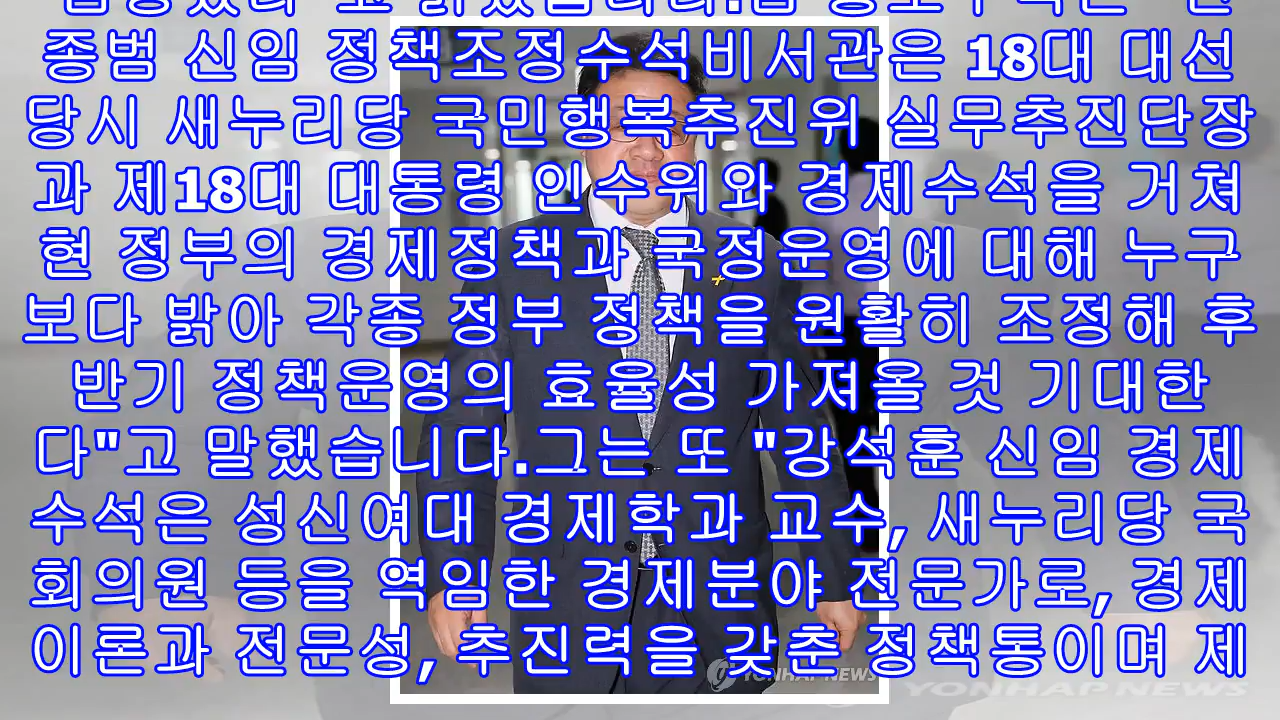 종범 신임 정책조정수석비서관은 18대 대선
당시 새누리당 국민행복추진위 실무추진단장
과 제18대 대통령 인수위와 경제수석을 거쳐
현 정부의 경제정책과 국정운영에 대해 누구
보다 밝아 각종 정부 정책을 원활히 조정해 후
반기 정책운영의 효율성 가져올 것 기대한
다"고 말했습니다.그는 또 "강석훈 신임 경제
수석은 성신여대 경제학과 교수, 새누리당 국
회의원 등을 역임한 경제분야 전문가로, 경제
이론과 전문성, 추진력을 갖춘 정책통이며 제
YONHAP NEWS
YONHAP NEWS